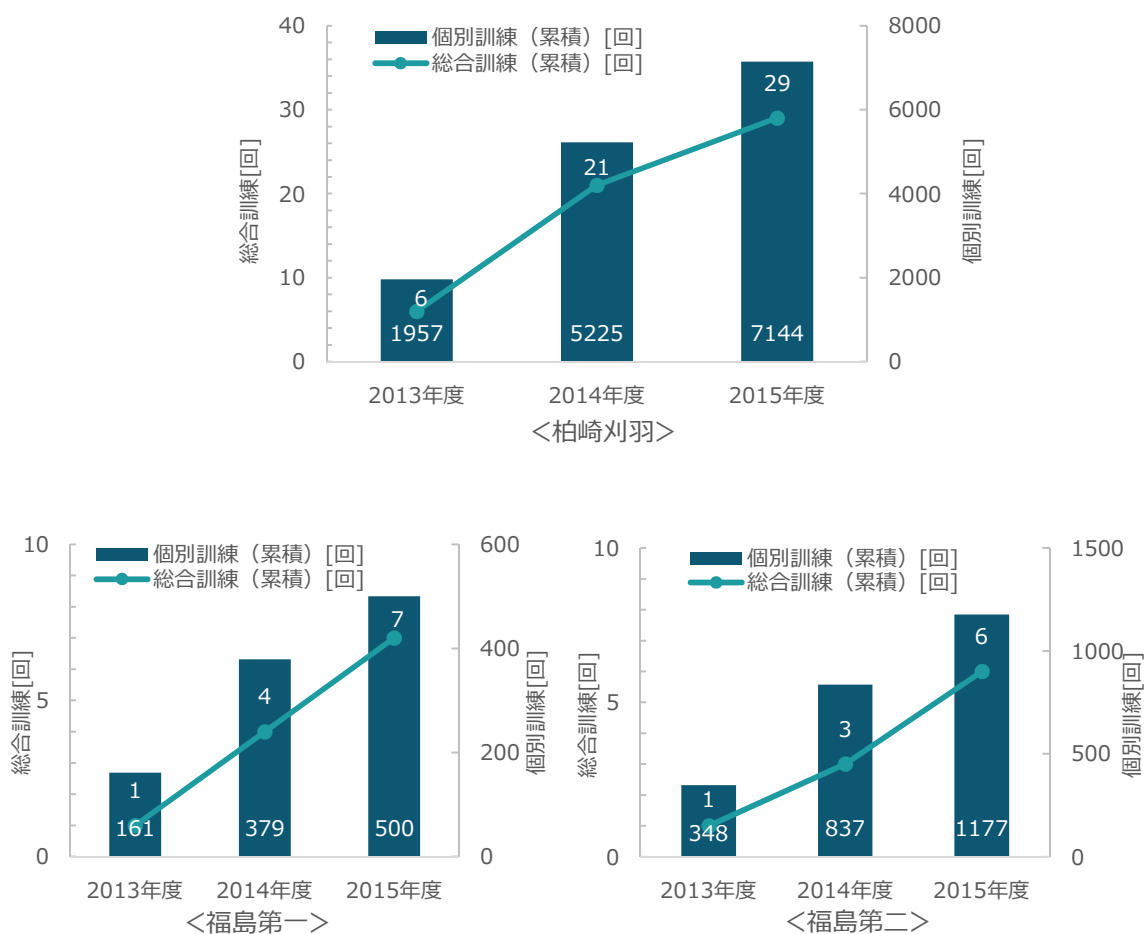 個別訓練（累積）[回]
総合訓練（累積）[回]
総合訓練[回]
40
30
20
10
0
個別訓練[回]
8000
6000
4000
2000
0
6
21
29
1957
5225
7144
2013年度
2014年度
2015年度
＜柏崎刈羽＞
個別訓練（累積）[回]
総合訓練（累積）[回]
総合訓練[回]
10
5
0
個別訓練[回]
600
400
200
0
1
4
7
161
379
500
2013年度
2014年度
2015年度
＜福島第一＞
個別訓練（累積）[回]
総合訓練（累積）[回]
総合訓練[回]
10
5
0
個別訓練[回]
1500
1000
500
0
1
3
6
348
837
1177
2013年度
2014年度
2015年度
＜福島第二＞